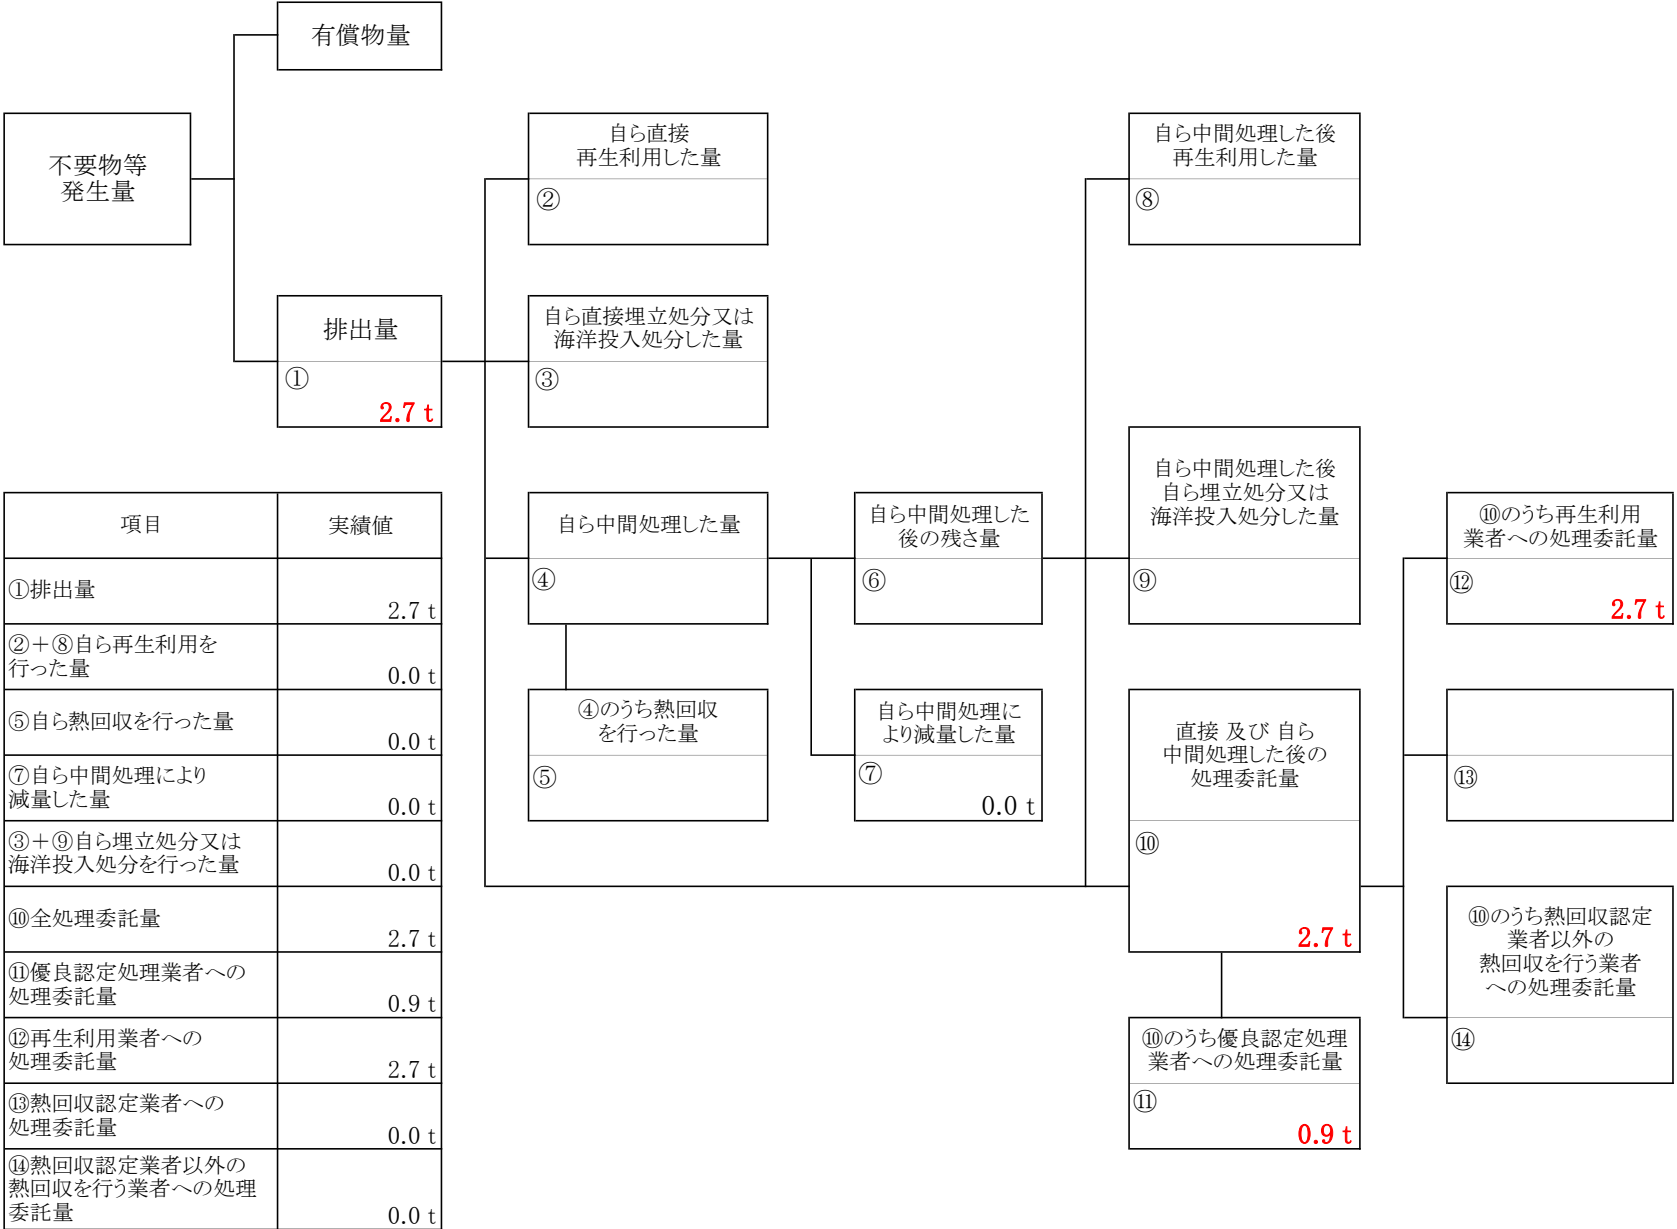 有償物量
不要物等
発生量
自ら直接
再生利用した量
②
自ら中間処理した後
再生利用した量
⑧
排出量
①
2.7 t
自ら直接埋立処分又は
海洋投入処分した量
③
自ら中間処理した量
④
自ら中間処理した
後の残さ量
⑥
自ら中間処理した後
自ら埋立処分又は
海洋投入処分した量
⑨
⑩のうち再生利用
業者への処理委託量
⑫
2.7 t
④のうち熱回収
を行った量
⑤
自ら中間処理に
より減量した量
⑦
0.0 t
直接 及び 自ら
中間処理した後の
処理委託量
⑩
2.7 t
⑬
⑩のうち熱回収認定
業者以外の
熱回収を行う業者
への処理委託量
⑭
⑩のうち優良認定処理
業者への処理委託量
⑪
0.9 t
項目 実績値
①排出量
2.7 t
②＋⑧自ら再生利用を
行った量
0.0 t
⑤自ら熱回収を行った量
0.0 t
⑦自ら中間処理により
減量した量
0.0 t
③＋⑨自ら埋立処分又は
海洋投入処分を行った量
0.0 t
⑩全処理委託量
2.7 t
⑪優良認定処理業者への
処理委託量
0.9 t
⑫再生利用業者への
処理委託量
2.7 t
⑬熱回収認定業者への
処理委託量
0.0 t
⑭熱回収認定業者以外の
熱回収を行う業者への処理
委託量
0.0 t